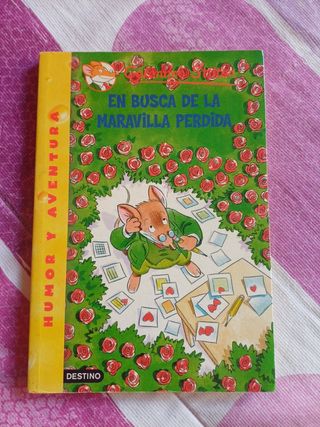 EN BUSCA DE LA
MARAVILLA PERDIDA
HUMOR Y AVENTURA
DESTINO